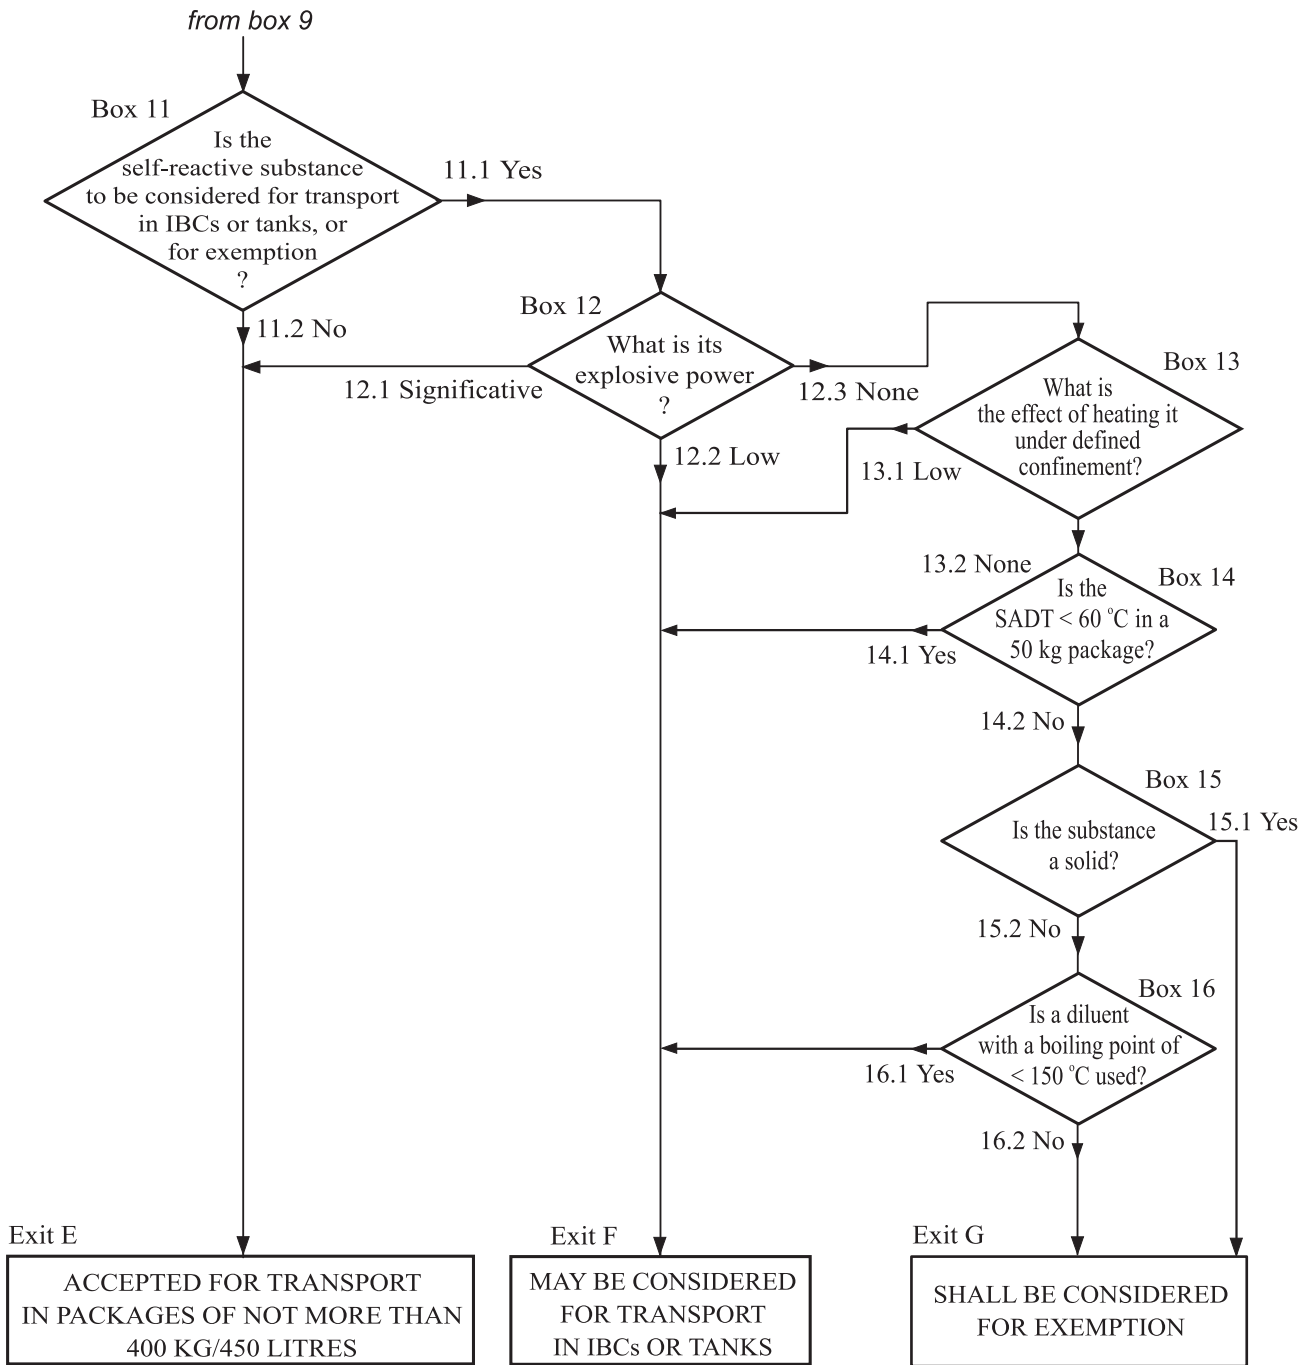 from box 9
Box 11
Is the
self-reactive substance
to be considered for transport
in IBCs or tanks, or
for exemption
?
11.1 Yes
11.2 No
Box 12
What is its
explosive power
?
12.1 Significative
12.3 None
12.2 Low
Box 13
What is
the effect of heating it
under defined
confinement?
13.1 Low
13.2 None
Box 14
Is the
SADT < 60 °C in a
50 kg package?
14.1 Yes
14.2 No
Box 15
Is the substance
a solid?
15.1 Yes
15.2 No
Box 16
Is a diluent
with a boiling point of
< 150 °C used?
16.1 Yes
16.2 No
Exit E
ACCEPTED FOR TRANSPORT
IN PACKAGES OF NOT MORE THAN
400 KG/450 LITRES
Exit F
MAY BE CONSIDERED
FOR TRANSPORT
IN IBCs OR TANKS
Exit G
SHALL BE CONSIDERED
FOR EXEMPTION